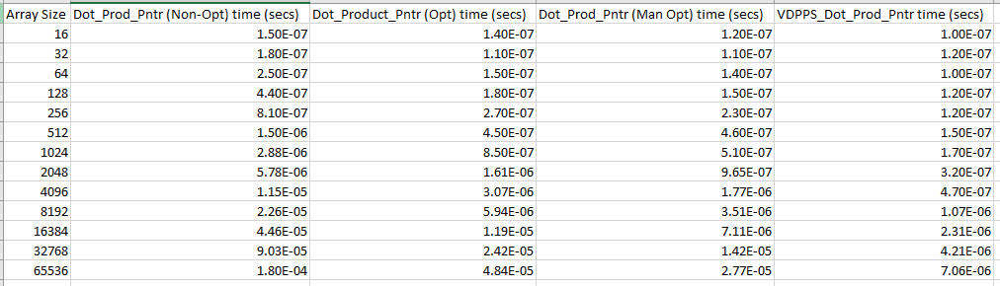 Array Size Dot_Prod_Pntr (Non-Opt) time (secs) Dot_Product_Pntr (Opt) time (secs) Dot_Prod_Pntr (Man Opt) time (secs) VDPPS_Dot_Prod_Pntr time (secs)
16 1.50E-07 1.40E-07 1.20E-07 1.00E-07
32 1.80E-07 1.10E-07 1.10E-07 1.20E-07
64 2.50E-07 1.50E-07 1.40E-07 1.00E-07
128 4.40E-07 1.80E-07 1.50E-07 1.20E-07
256 8.10E-07 2.70E-07 2.30E-07 1.20E-07
512 1.50E-06 4.50E-07 4.60E-07 1.50E-07
1024 2.88E-06 8.50E-07 5.10E-07 1.70E-07
2048 5.78E-06 1.61E-06 9.65E-07 3.20E-07
4096 1.15E-05 3.07E-06 1.77E-06 4.70E-07
8192 2.26E-05 5.94E-06 3.51E-06 1.07E-06
16384 4.46E-05 1.19E-05 7.11E-06 2.31E-06
32768 9.03E-05 2.42E-05 1.42E-05 4.21E-06
65536 1.80E-04 4.84E-05 2.77E-05 7.06E-06